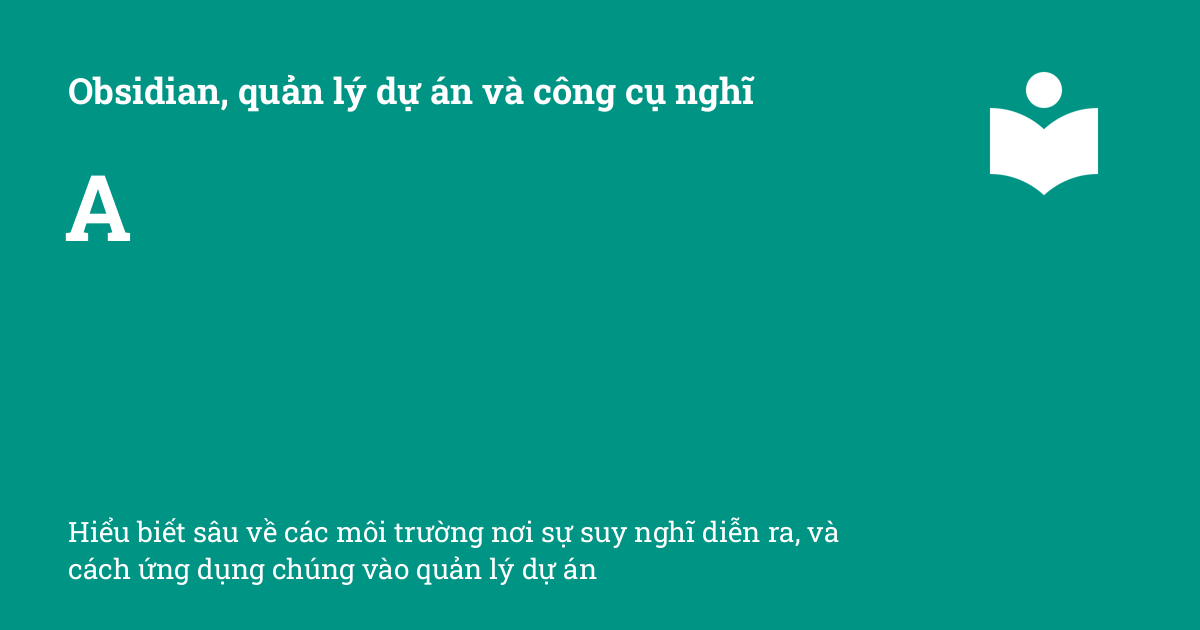 Obsidian, quản lý dự án và công cụ nghĩ
A
Hiểu biết sâu về các môi trường nơi sự suy nghĩ diễn ra, và
cách ứng dụng chúng vào quản lý dự án